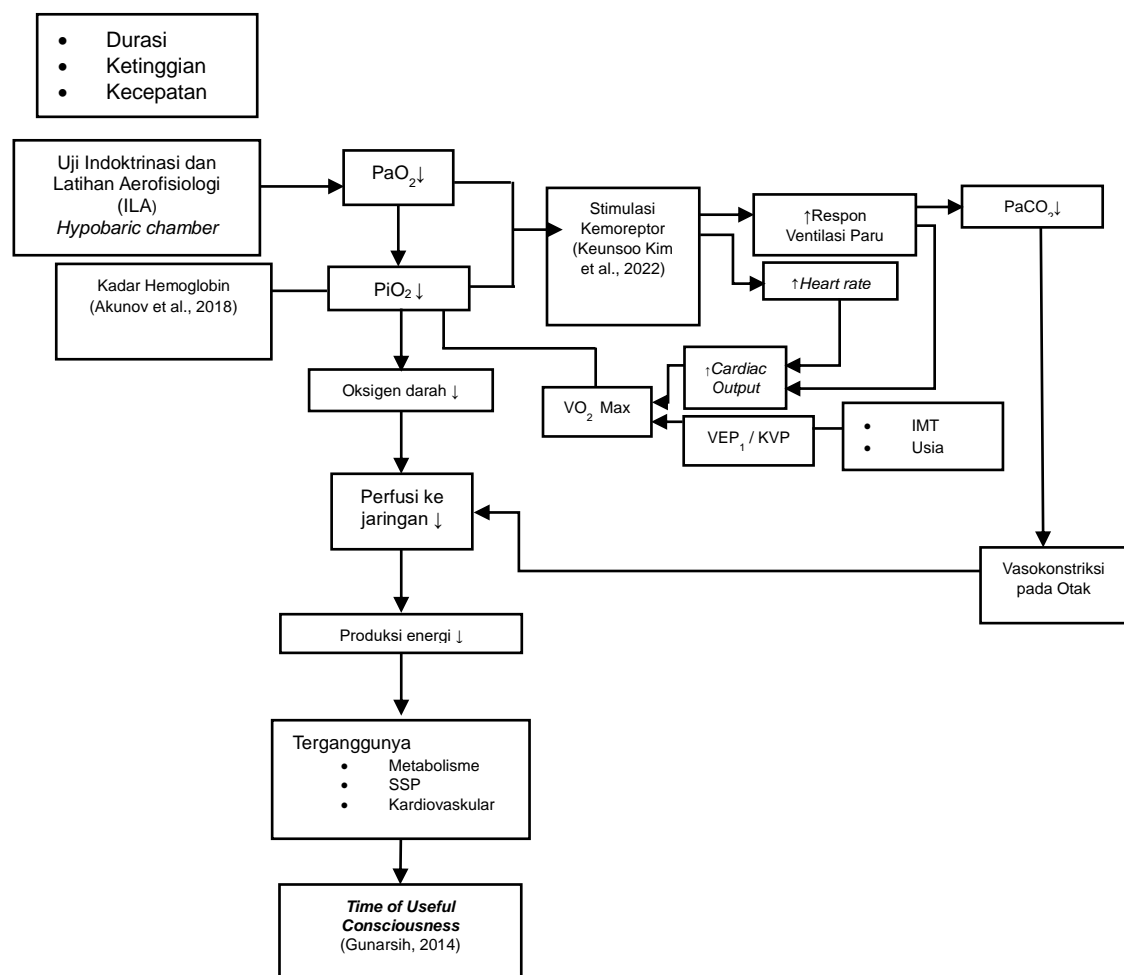 • Durasi
• Ketinggian
• Kecepatan
Uji Indoktrinasi dan
Latihan Aerofisiologi
(ILA)
Hypobaric chamber
PaO₂↓
Stimulasi
Kemoreptor
(Keunsoo Kim
et al., 2022)
↑Respon
Ventilasi Paru
PaCO₂↓
Kadar Hemoglobin
(Akunov et al., 2018)
PiO₂ ↓
↑Heart rate
Oksigen darah ↓
VO₂ Max
↑Cardiac
Output
VEP₁ / KVP
• IMT
• Usia
Perfusi ke
jaringan ↓
Vasokonstriksi
pada Otak
Produksi energi ↓
Terganggunya
• Metabolisme
• SSP
• Kardiovaskular
Time of Useful
Consciousness
(Gunarsih, 2014)